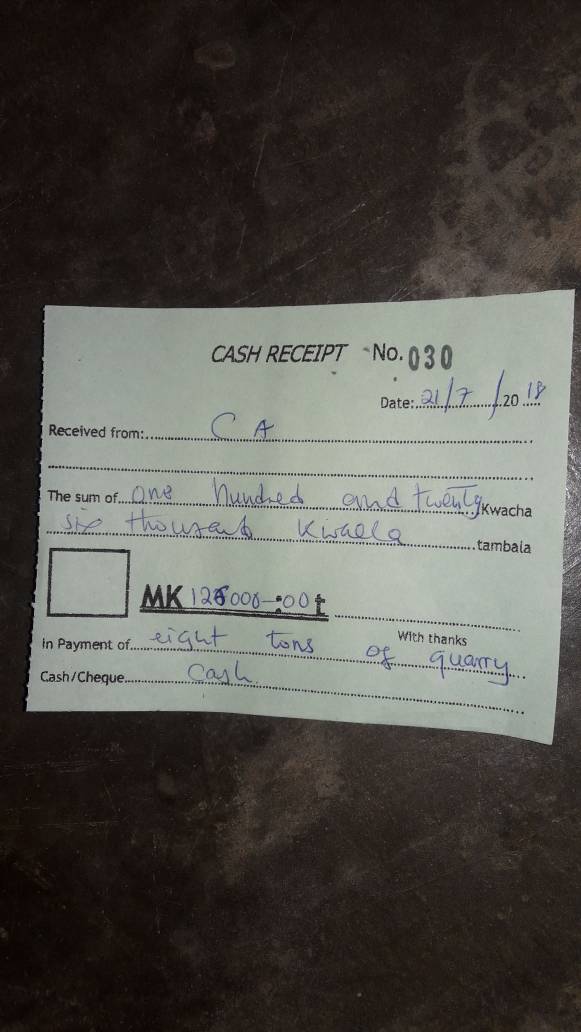 CASH RECEIPT No. 030
Date: 21/7/2018
Received from: C A
The sum of one hundred and twenty Kwacha
six thousand Kwacha tambala
MK 126000-:00t
With thanks
In Payment of eight tons of quarry
Cash/Cheque Cash